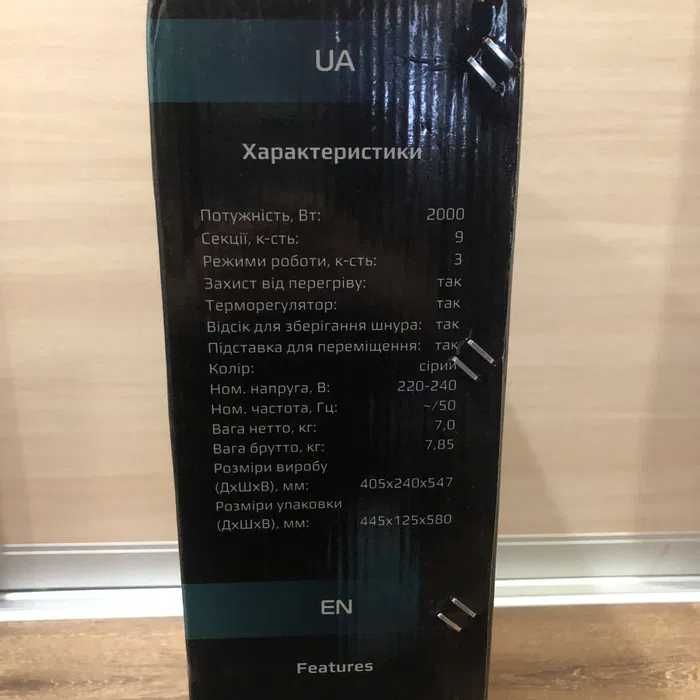 UA
Характеристики
Потужність, Вт: 2000
Секції, к-сть: 9
Режими роботи, к-сть: 3
Захист від перегріву: так
Терморегулятор: так
Відсік для зберігання шнура: так
Підставка для переміщення: так
Колір: сірий
Ном. напруга, В: 220-240
Ном. частота, Гц: ~/50
Вага нетто, кг: 7,0
Вага брутто, кг: 7,85
Розміри виробу
(ДхШхВ), мм: 405х240х547
Розміри упаковки
(ДхШхВ), мм: 445х125х580
EN
Features